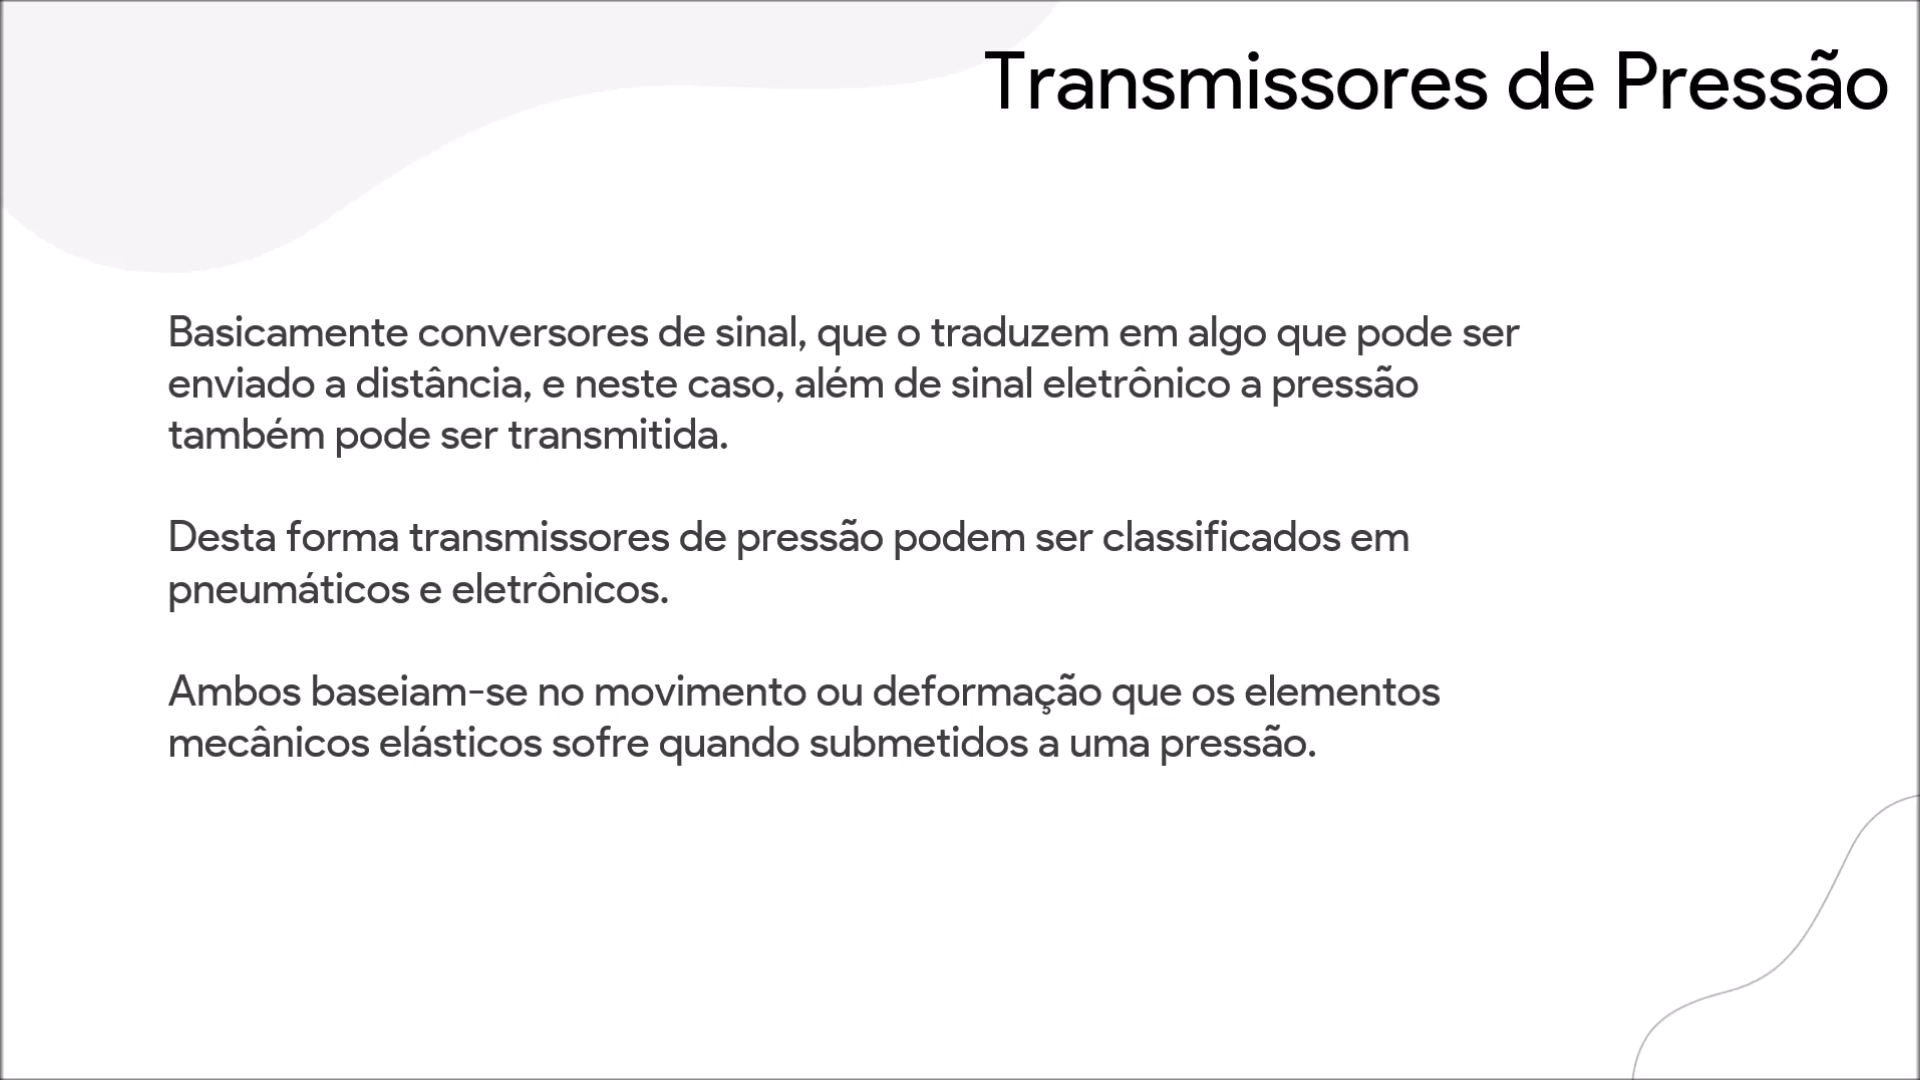 Transmissores de Pressão
Basicamente conversores de sinal, que o traduzem em algo que pode ser
enviado a distância, e neste caso, além de sinal eletrônico a pressão
também pode ser transmitida.
Desta forma transmissores de pressão podem ser classificados em
pneumáticos e eletrônicos.
Ambos baseiam-se no movimento ou deformação que os elementos
mecânicos elásticos sofre quando submetidos a uma pressão.